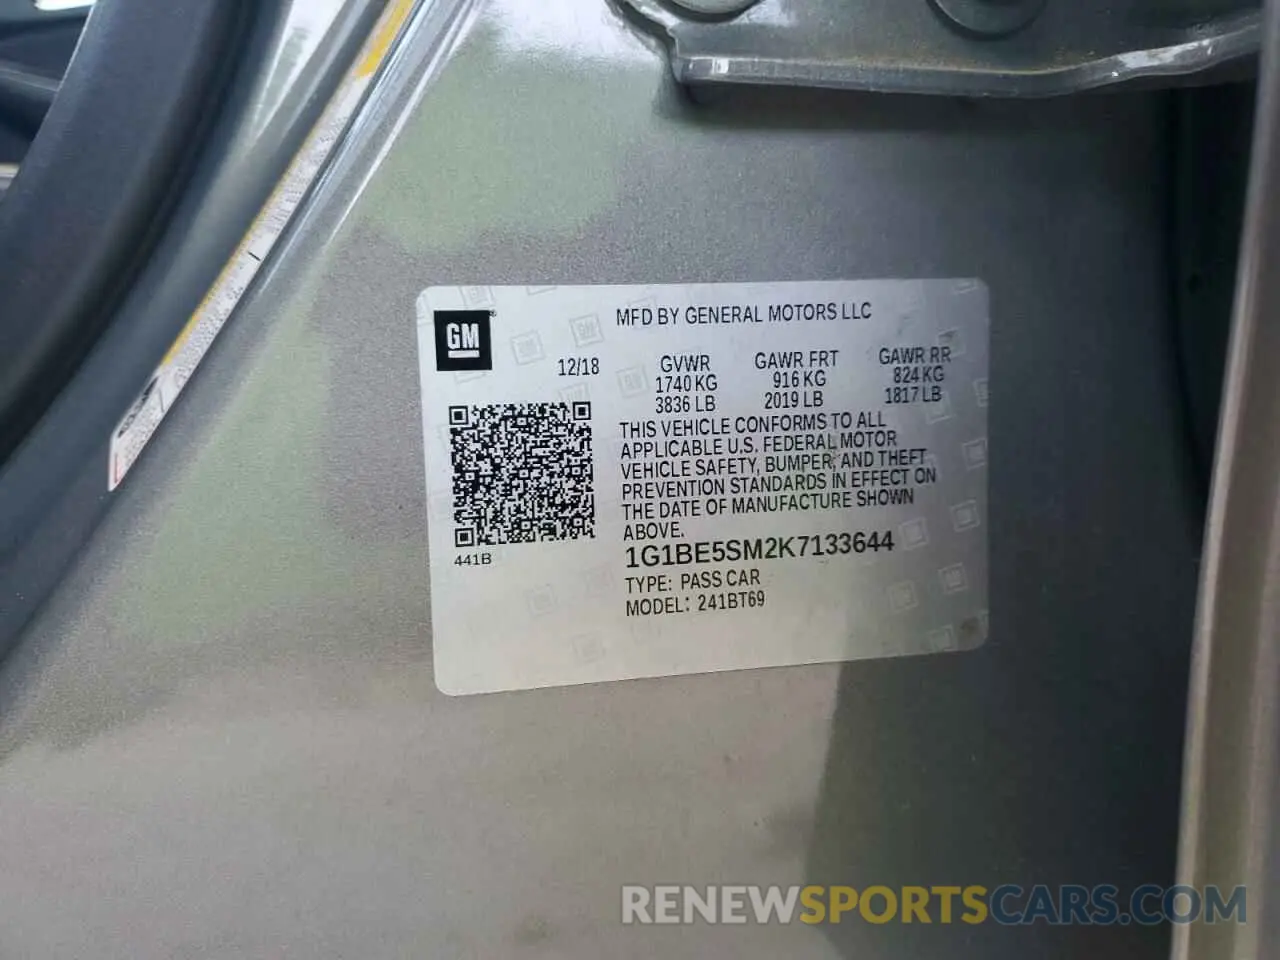 GM
MFD BY GENERAL MOTORS LLC
12/18 GVWR GAWR FRT GAWR RR
1740 KG 916 KG 824 KG
3836 LB 2019 LB 1817 LB
THIS VEHICLE CONFORMS TO ALL
APPLICABLE U.S. FEDERAL MOTOR
VEHICLE SAFETY, BUMPER, AND THEFT
PREVENTION STANDARDS IN EFFECT ON
THE DATE OF MANUFACTURE SHOWN
ABOVE.
441B
1G1BE5SM2K7133644
TYPE: PASS CAR
MODEL: 241BT69
RENEWSPORTSCARS.COM